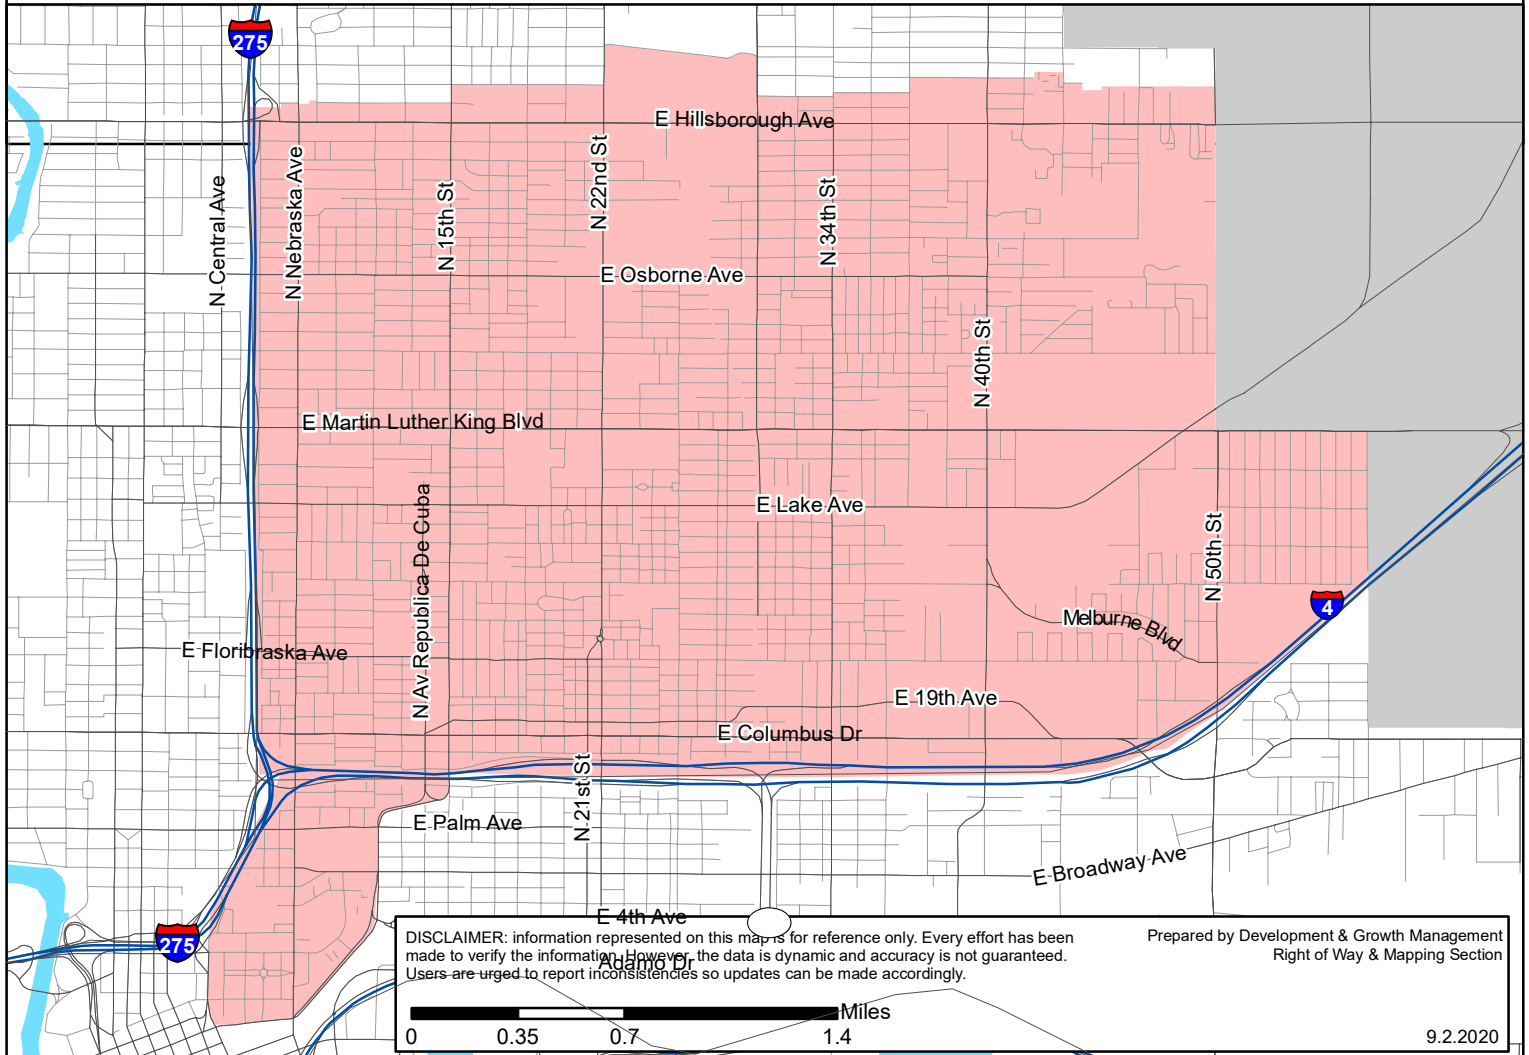 275
E Hillsborough Ave
N 22nd St
N Nebraska Ave
N Central Ave
N 15th St
N 34th St
E Osborne Ave
N 40th St
E Martin Luther King Blvd
N Av Republica De Cuba
E Lake Ave
N 50th St
4
Melburne Blvd
E Floribraska Ave
E 19th Ave
E Columbus Dr
N 21st St
E Palm Ave
E Broadway Ave
E 4th Ave
275
DISCLAIMER: information represented on this map is for reference only. Every effort has been
made to verify the information. However, the data is dynamic and accuracy is not guaranteed.
Users are urged to report inconsistencies so updates can be made accordingly.
Adamo Dr
Prepared by Development & Growth Management
Right of Way & Mapping Section
Miles
0 0.35 0.7 1.4
9.2.2020